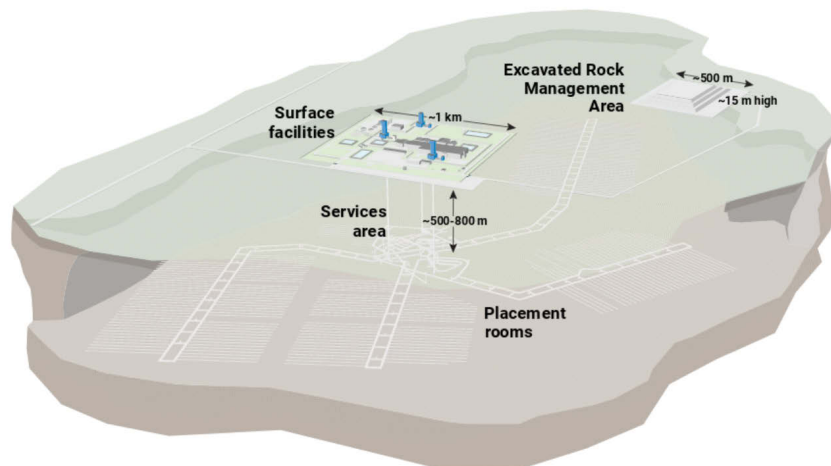 Excavated Rock
Management
Area
~500 m
~15 m high
Surface
facilities
~1 km
Services
area
~500-800 m
Placement
rooms